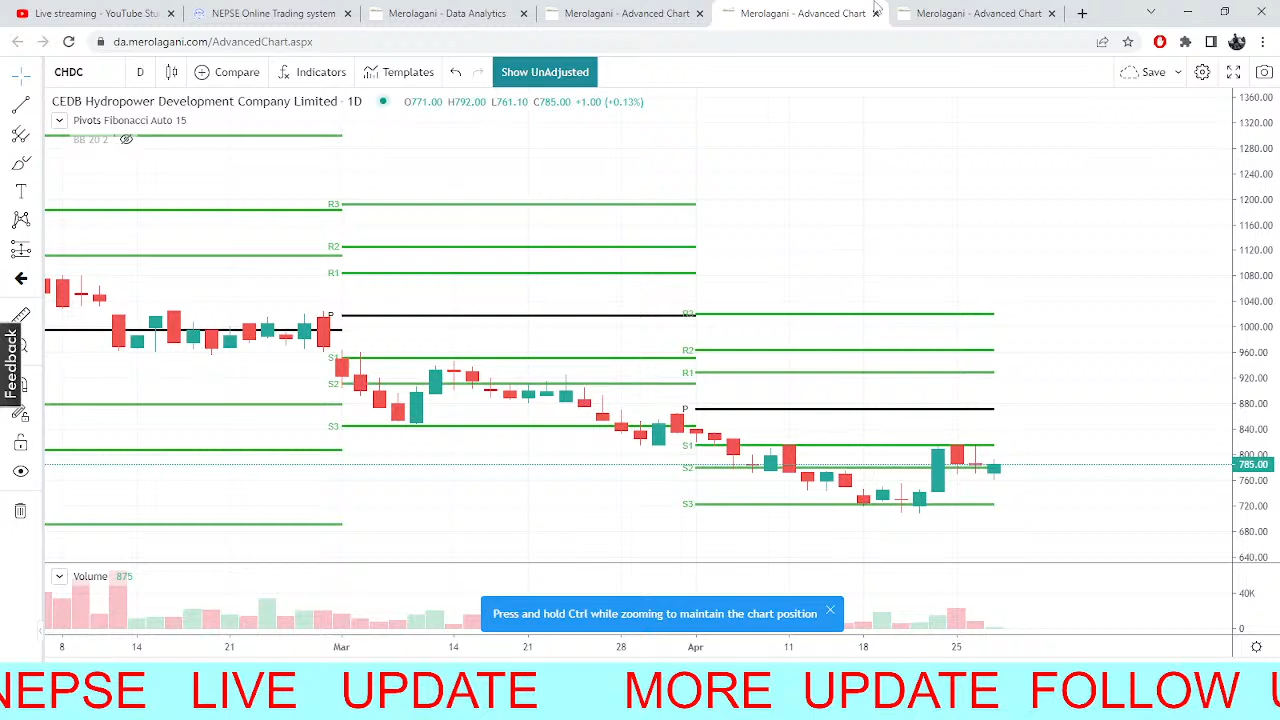 Live streaming - YouTube Stu
NEPSE Online Trading system
Merolagani - Data Analytics
Merolagani - Advanced Chart
Merolagani - Advanced Chart
Merolagani - Advanced Chart
da.merolagani.com/AdvancedChart.aspx
CHDC D Compare Indicators Templates Show UnAdjusted Save
CEDB Hydropower Development Company Limited · 1D O771.00 H792.00 L761.10 C785.00 +1.00 (+0.13%)
Pivots Fibonacci Auto 15
BB 20 2
1360.00
1320.00
1280.00
1240.00
1200.00
1160.00
1120.00
1080.00
1040.00
1000.00
960.00
920.00
880.00
840.00
800.00
785.00
760.00
720.00
680.00
640.00
R3
R2
R1
P
S1
S2
S3
R3
R2
R1
P
S1
S2
S3
Feedback
Volume 875
40K
0
Press and hold Ctrl while zooming to maintain the chart position
8 14 21 Mar 14 21 28 Apr 11 18 25
NEPSE LIVE UPDATE MORE UPDATE FOLLOW U